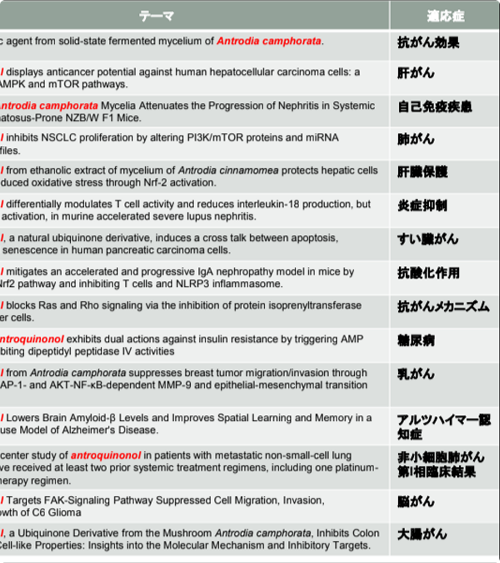 テーマ
適応症
c agent from solid-state fermented mycelium of Antrodia camphorata.
抗がん効果
l displays anticancer potential against human hepatocellular carcinoma cells: a
AMPK and mTOR pathways.
肝がん
Antrodia camphorata Mycelia Attenuates the Progression of Nephritis in Systemic
natosus-Prone NZB/W F1 Mice.
自己免疫疾患
l inhibits NSCLC proliferation by altering PI3K/mTOR proteins and miRNA
files.
肺がん
l from ethanolic extract of mycelium of Antrodia cinnamomea protects hepatic cells
duced oxidative stress through Nrf-2 activation.
肝臓保護
l differentially modulates T cell activity and reduces interleukin-18 production, but
activation, in murine accelerated severe lupus nephritis.
炎症抑制
l, a natural ubiquinone derivative, induces a cross talk between apoptosis,
senescence in human pancreatic carcinoma cells.
すい臓がん
l mitigates an accelerated and progressive IgA nephropathy model in mice by
Nrf2 pathway and inhibiting T cells and NLRP3 inflammasome.
抗酸化作用
l blocks Ras and Rho signaling via the inhibition of protein isoprenyltransferase
er cells.
抗がんメカニズム
ntroquinonol exhibits dual actions against insulin resistance by triggering AMP
biting dipeptidyl peptidase IV activities
糖尿病
l from Antrodia camphorata suppresses breast tumor migration/invasion through
AP-1- and AKT-NF-κB-dependent MMP-9 and epithelial-mesenchymal transition
乳がん
l Lowers Brain Amyloid-β Levels and Improves Spatial Learning and Memory in a
use Model of Alzheimer's Disease.
アルツハイマー認
知症
center study of antroquinonol in patients with metastatic non-small-cell lung
ve received at least two prior systemic treatment regimens, including one platinum-
herapy regimen.
非小細胞肺がん
第I相臨床結果
l Targets FAK-Signaling Pathway Suppressed Cell Migration, Invasion,
owth of C6 Glioma
脳がん
l, a Ubiquinone Derivative from the Mushroom Antrodia camphorata, Inhibits Colon
Cell-like Properties: Insights into the Molecular Mechanism and Inhibitory Targets.
大腸がん